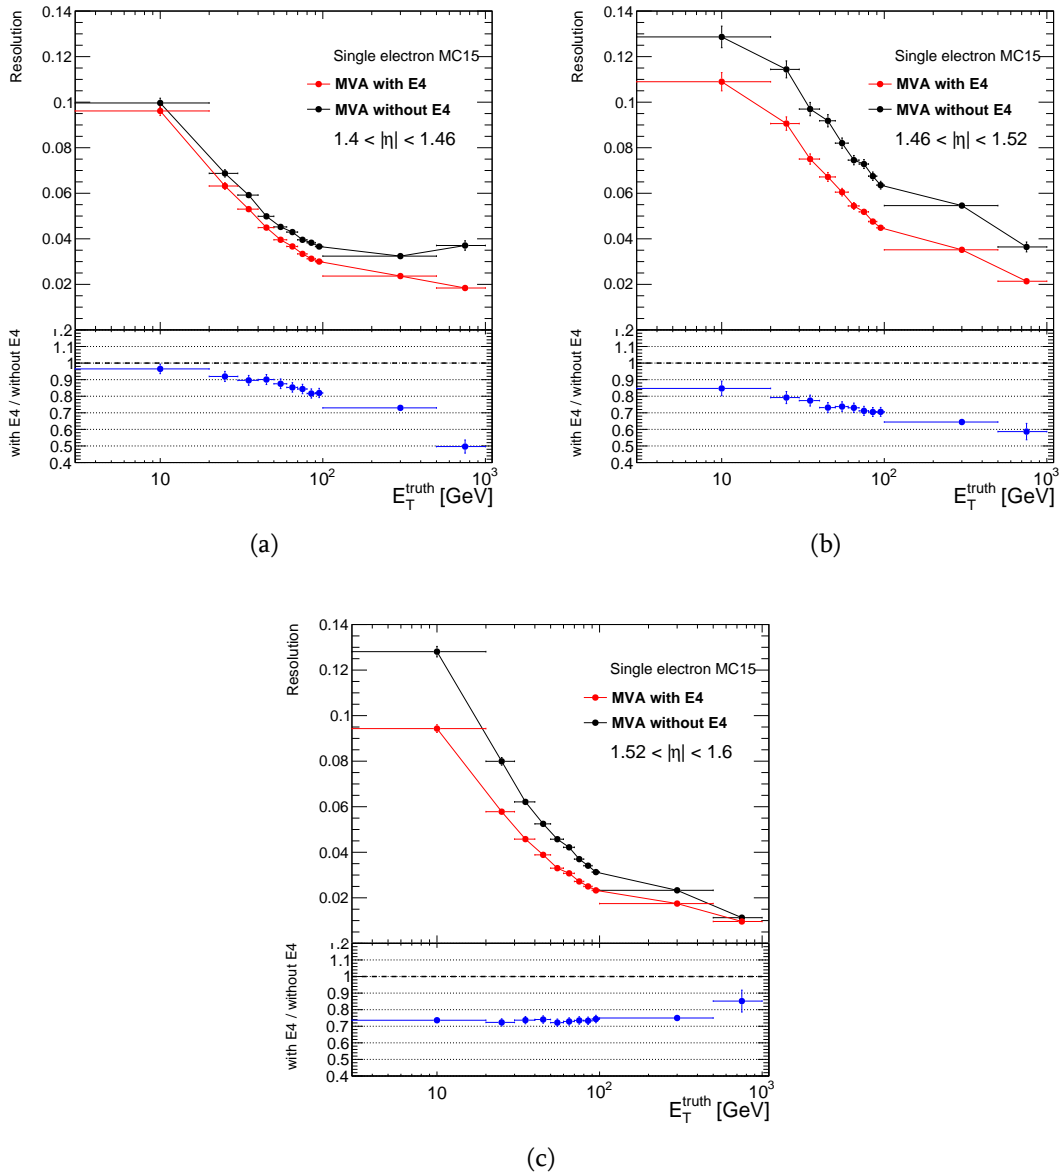 Resolution
0.14
0.12
0.1
0.08
0.06
0.04
0.02
Single electron MC15
MVA with E4
MVA without E4
1.4 < |η| < 1.46
with E4 / without E4
1.2
1.1
1
0.9
0.8
0.7
0.6
0.5
0.4
10
10²
10³
E_T^truth [GeV]
(a)
Resolution
0.14
0.12
0.1
0.08
0.06
0.04
0.02
Single electron MC15
MVA with E4
MVA without E4
1.46 < |η| < 1.52
with E4 / without E4
1.2
1.1
1
0.9
0.8
0.7
0.6
0.5
0.4
10
10²
10³
E_T^truth [GeV]
(b)
Resolution
0.14
0.12
0.1
0.08
0.06
0.04
0.02
Single electron MC15
MVA with E4
MVA without E4
1.52 < |η| < 1.6
with E4 / without E4
1.2
1.1
1
0.9
0.8
0.7
0.6
0.5
0.4
10
10²
10³
E_T^truth [GeV]
(c)